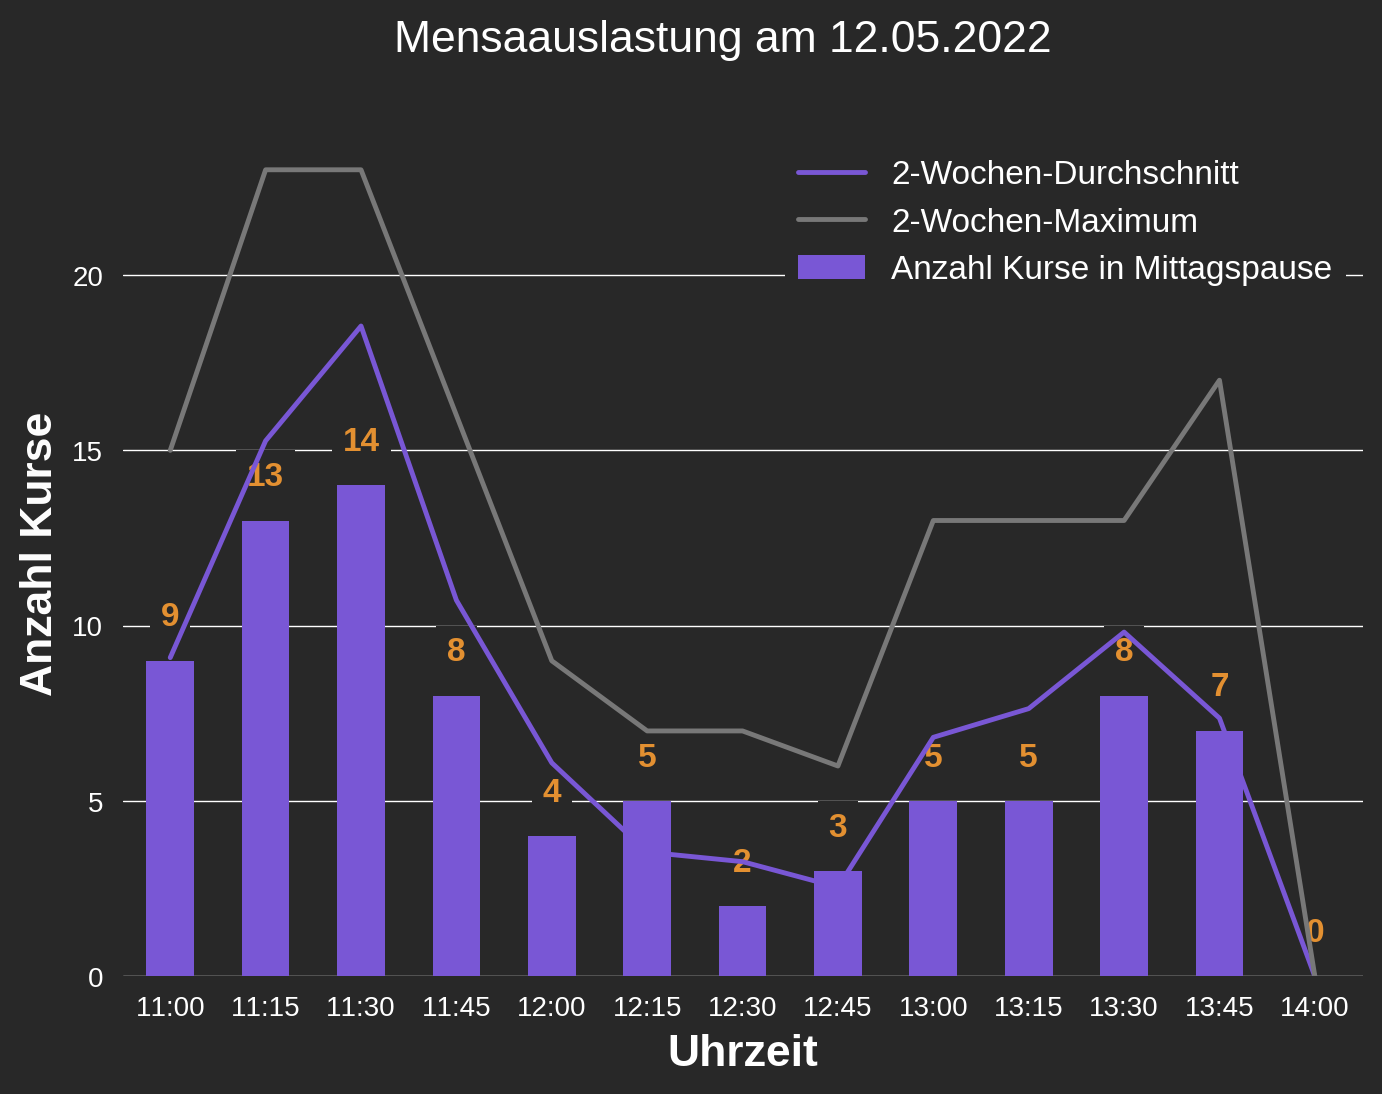 Mensaauslastung am 12.05.2022
2-Wochen-Durchschnitt
2-Wochen-Maximum
Anzahl Kurse in Mittagspause
Anzahl Kurse
20
15
10
5
0
9
13
14
8
4
5
2
3
5
5
8
7
0
11:00 11:15 11:30 11:45 12:00 12:15 12:30 12:45 13:00 13:15 13:30 13:45 14:00
Uhrzeit